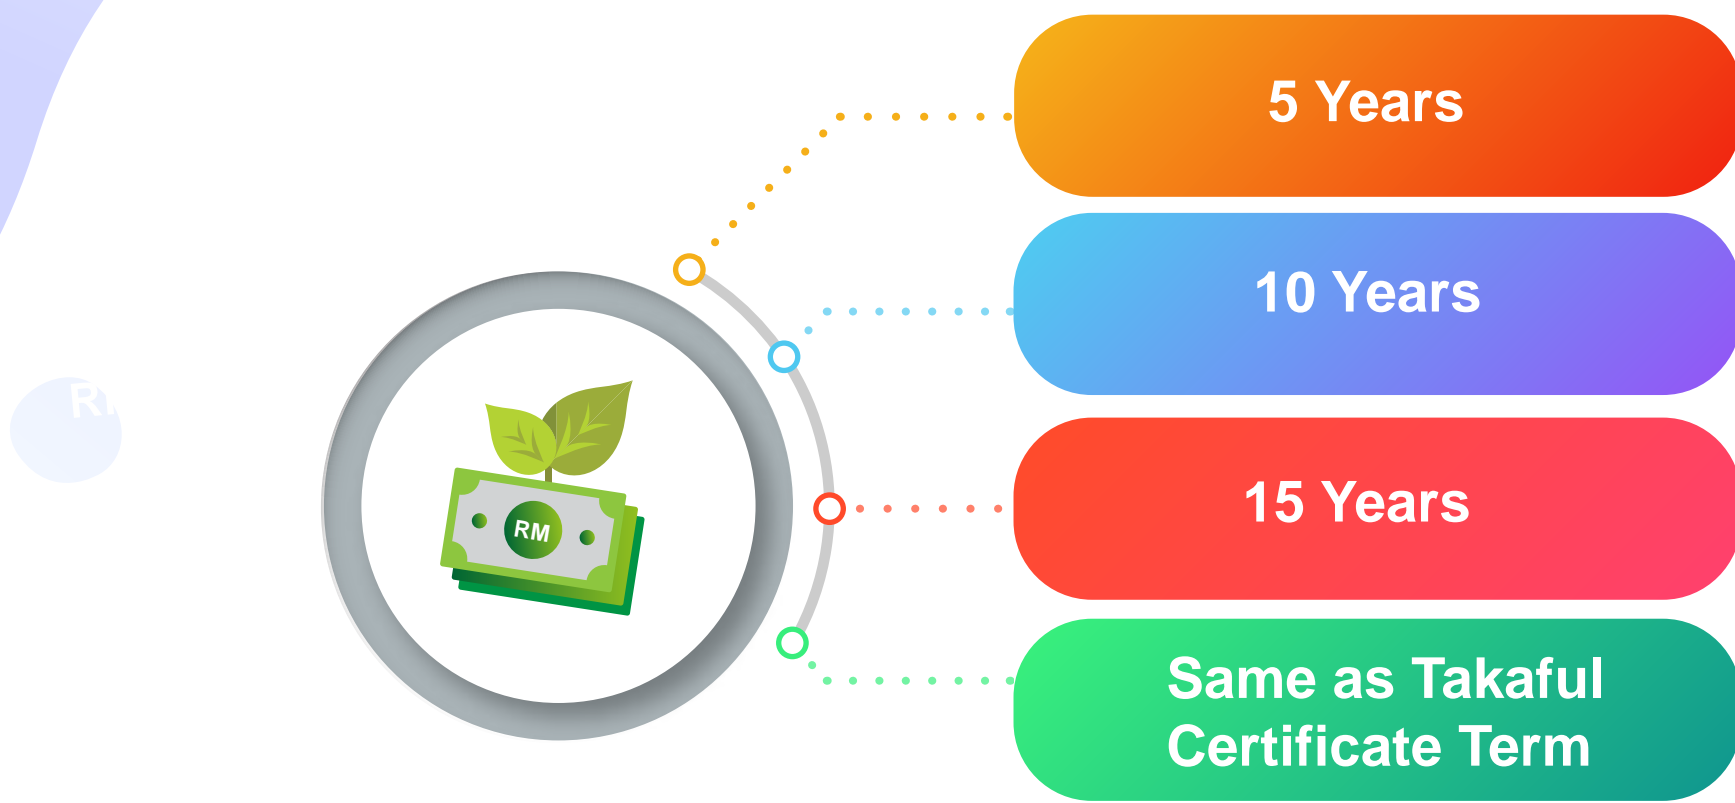 5 Years
10 Years
RM
15 Years
Same as Takaful
Certificate Term